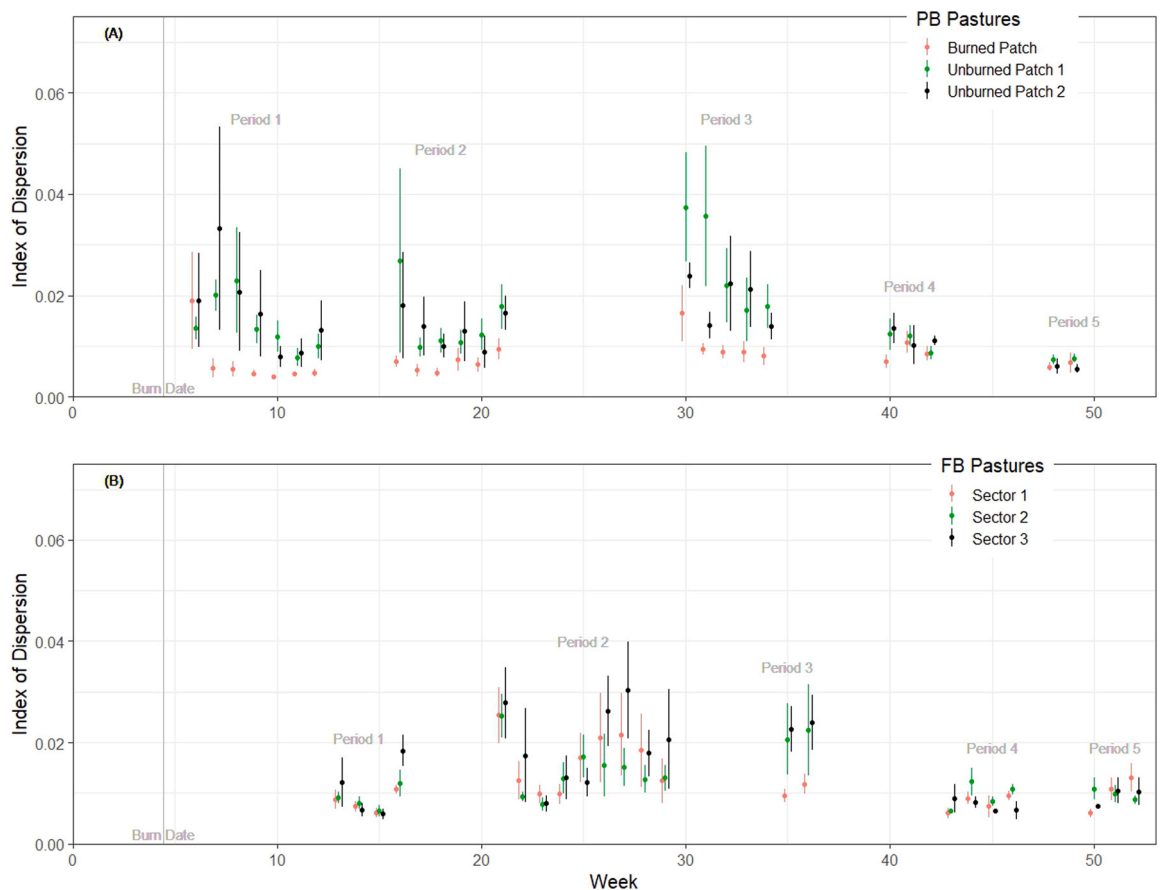 (A)
PB Pastures
Burned Patch
Unburned Patch 1
Unburned Patch 2
Index of Dispersion
0.06
0.04
0.02
0.00
Period 1
Period 2
Period 3
Period 4
Period 5
Burn Date
0
10
20
30
40
50
(B)
FB Pastures
Sector 1
Sector 2
Sector 3
Index of Dispersion
0.06
0.04
0.02
0.00
Period 1
Period 2
Period 3
Period 4
Period 5
Burn Date
0
10
20
30
40
50
Week